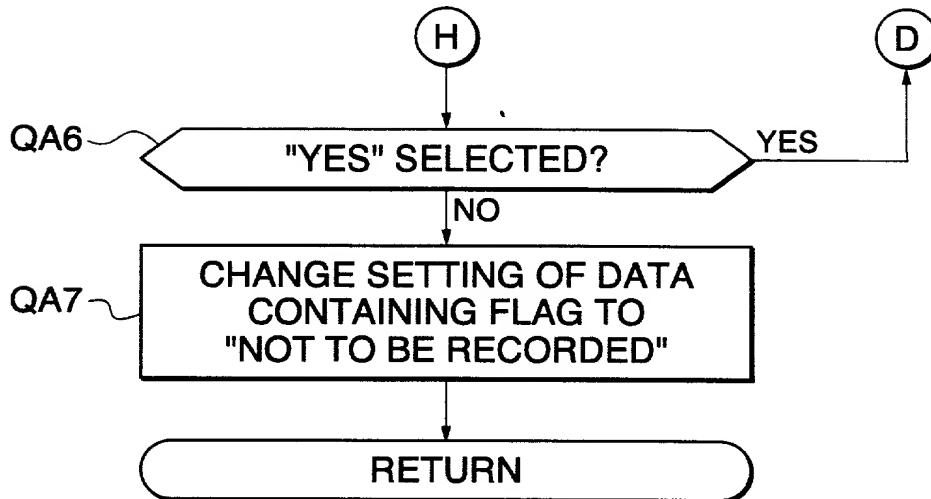 H
D
QA6
"YES" SELECTED?
YES
NO
QA7
CHANGE SETTING OF DATA
CONTAINING FLAG TO
"NOT TO BE RECORDED"
RETURN